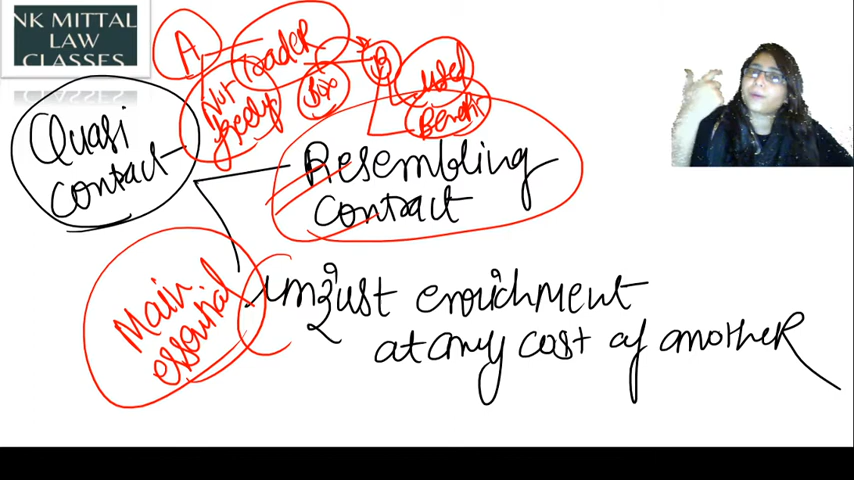 NK MITTAL
LAW
CLASSES
A
Trader
B
Used
Not
freely
Benefit
Quasi
contract
Resembling
contract
Main
essential
unjust enrichment
at any cost of another